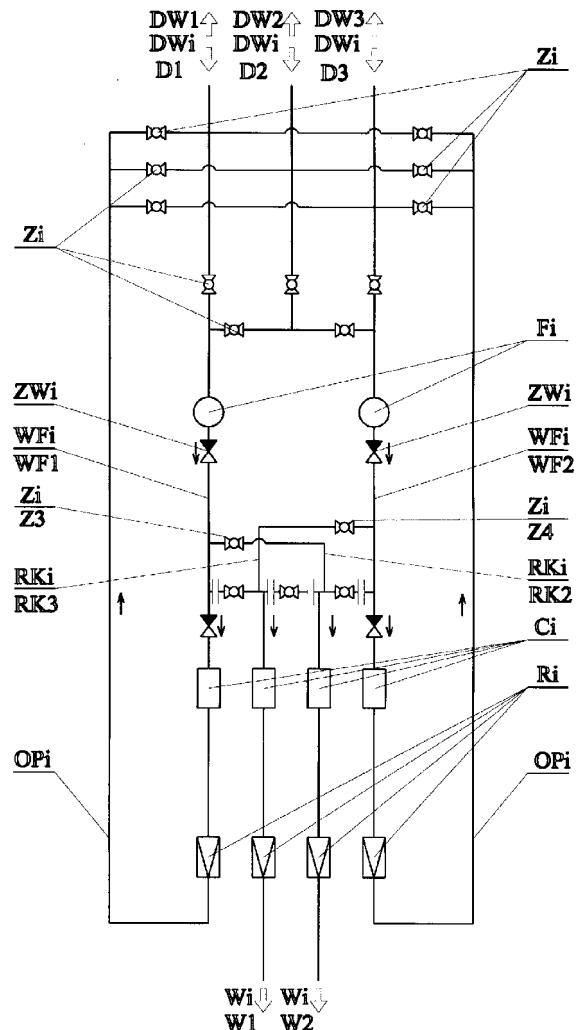 DW1 DW2 DW3
DWi DWi DWi
D1 D2 D3
Zi
Zi
Fi
ZWi ZWi
WFi WFi
WF1 WF2
Zi Zi
Z3 Z4
RKi RKi
RK3 RK2
Ci
Ri
OPi OPi
Wi Wi
W1 W2